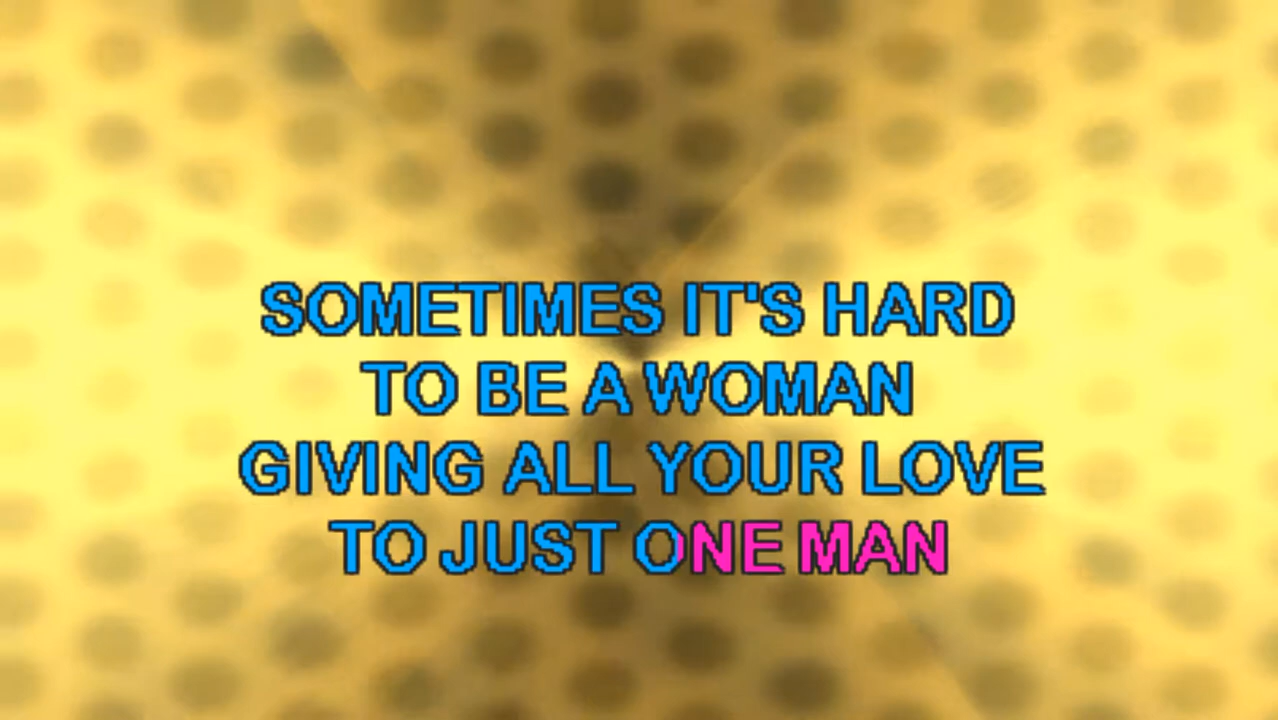 SOMETIMES IT'S HARD
TO BE A WOMAN
GIVING ALL YOUR LOVE
TO JUST ONE MAN